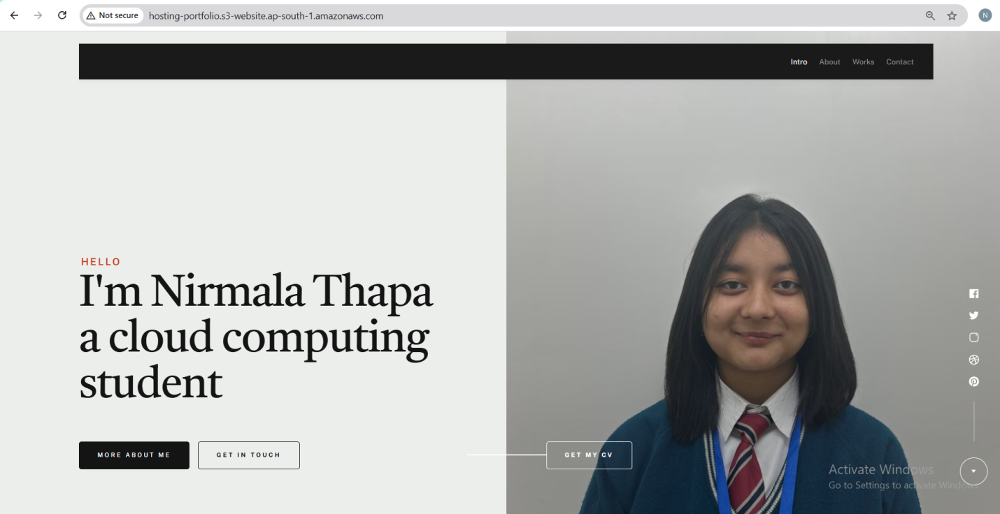 Not secure
hosting-portfolio.s3-website.ap-south-1.amazonaws.com
N
Intro About Works Contact
HELLO
I'm Nirmala Thapa
a cloud computing
student
MORE ABOUT ME
GET IN TOUCH
GET MY CV
Activate Windows
Go to Settings to activate Windows.